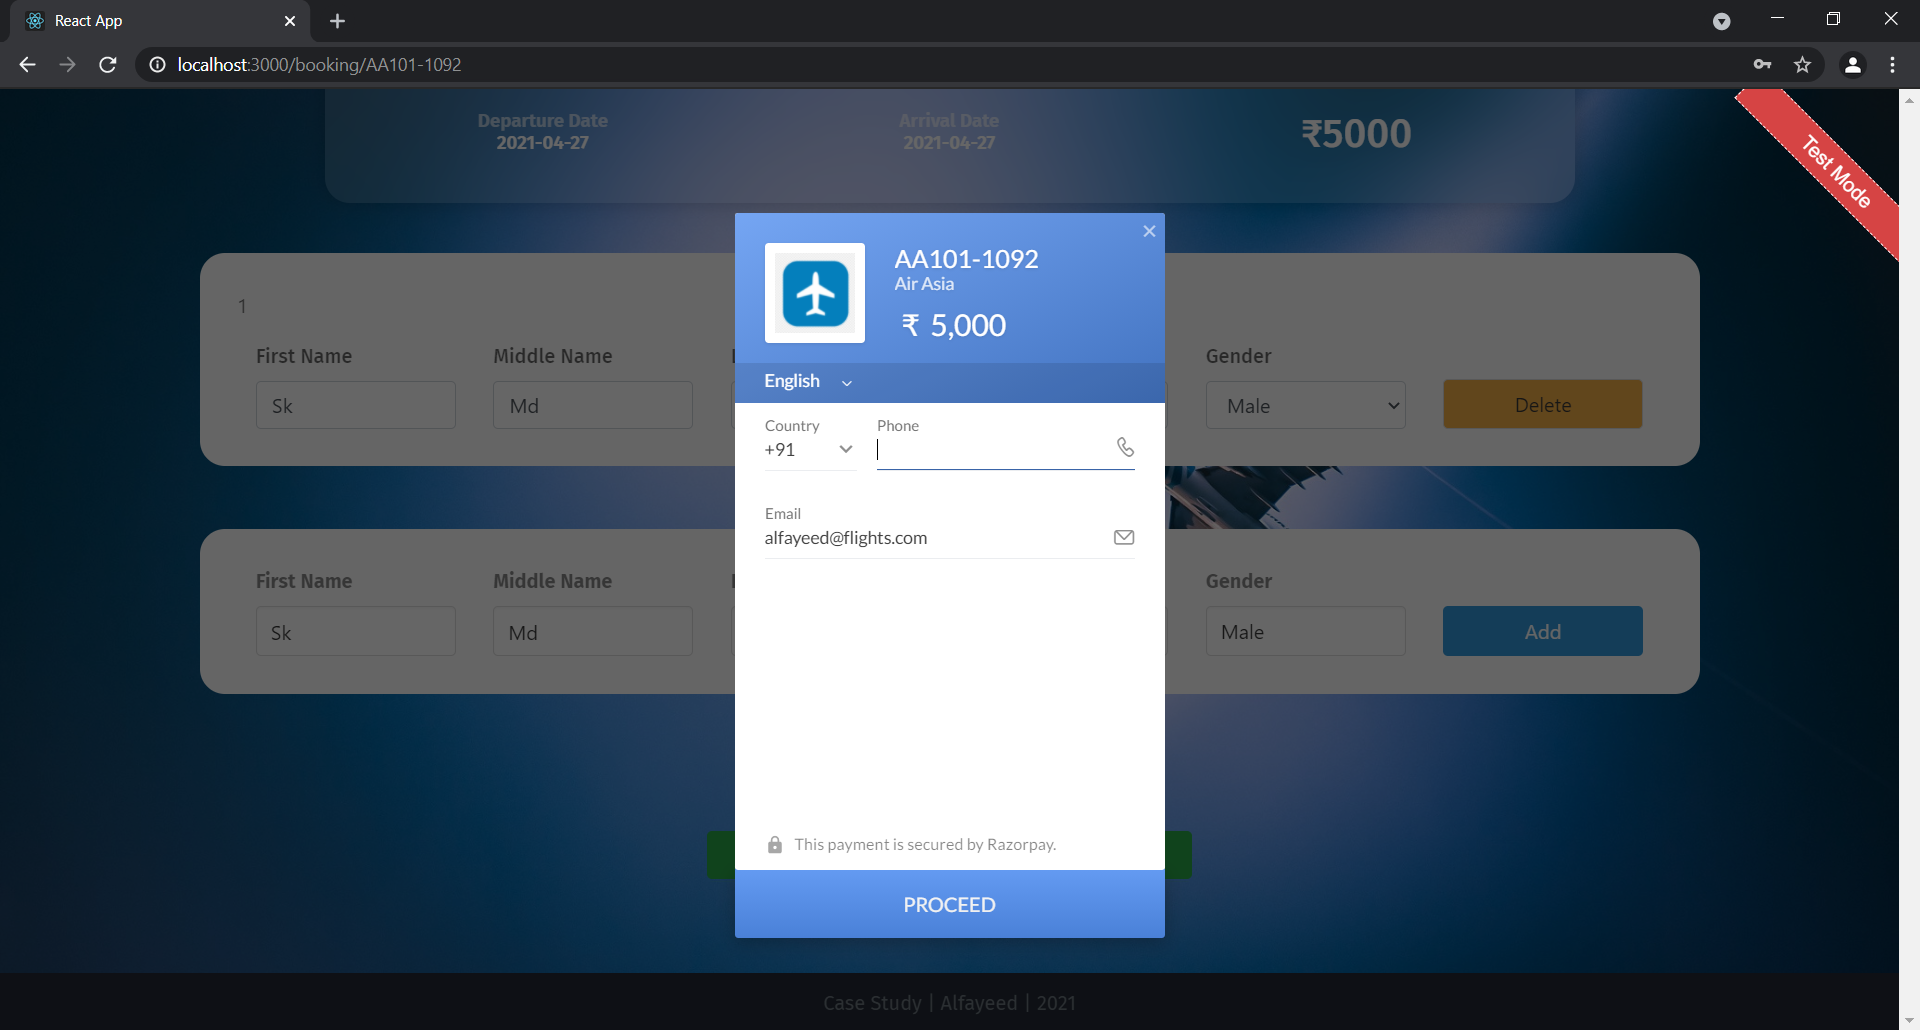 React App
localhost:3000/booking/AA101-1092
Departure Date
2021-04-27
Arrival Date
2021-04-27
₹5000
Test Mode
AA101-1092
Air Asia
₹ 5,000
English
1
First Name
Middle Name
Gender
Sk
Md
Male
Delete
Country
+91
Phone
Email
alfayeed@flights.com
First Name
Middle Name
Gender
Sk
Md
Male
Add
This payment is secured by Razorpay.
PROCEED
Case Study | Alfayeed | 2021